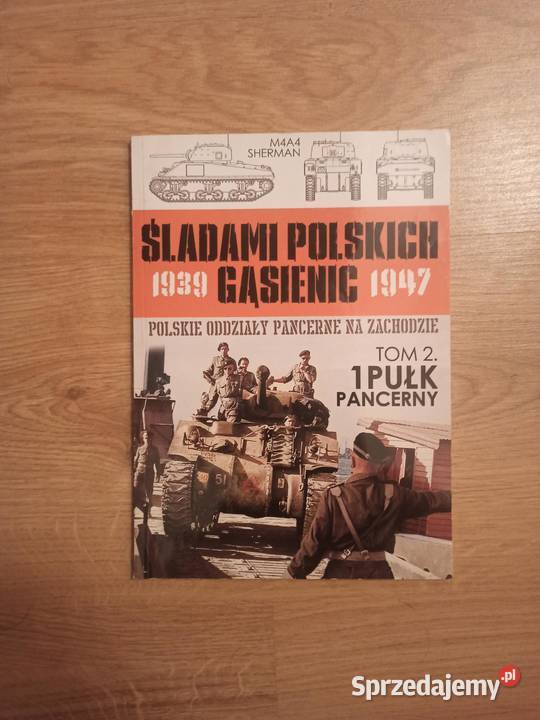 M4A4
SHERMAN
ŚLADAMI POLSKICH
1939 GĄSIENIC 1947
POLSKIE ODDZIAŁY PANCERNE NA ZACHODZIE
TOM 2.
1 PUŁK
PANCERNY
51
Sprzedajemy.pl